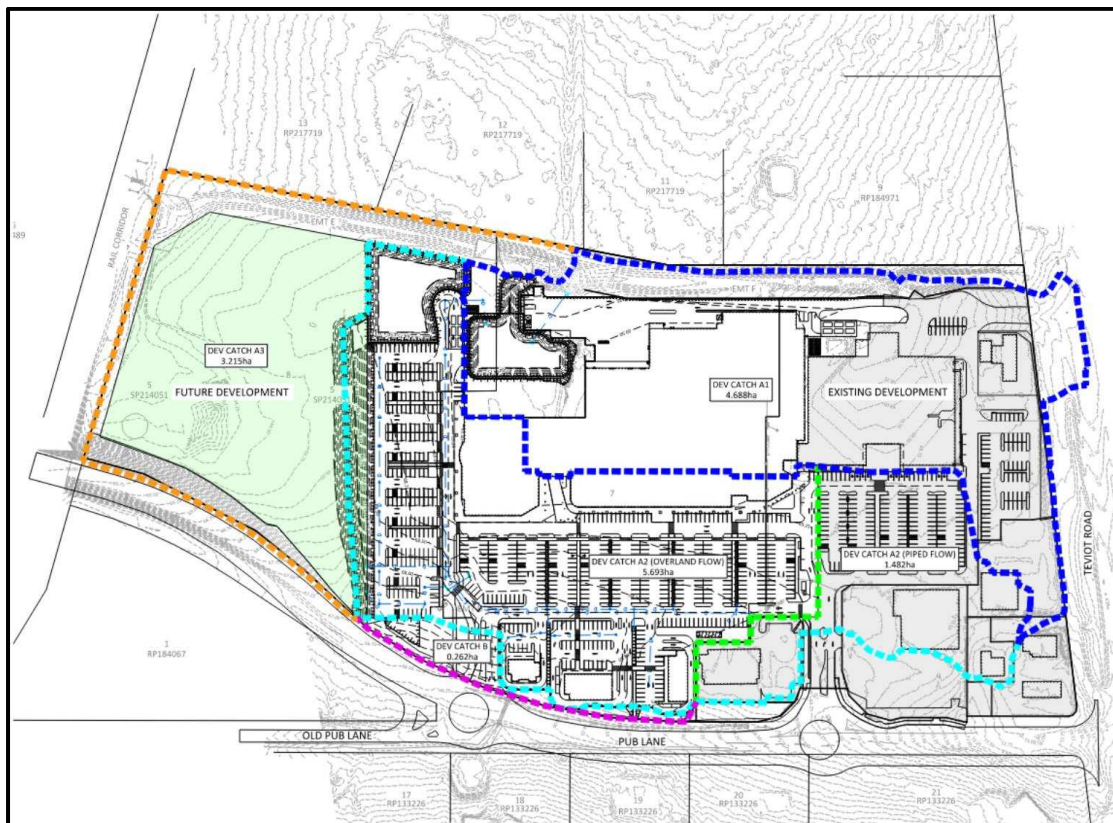 13
RP217719
12
RP217719
11
RP217719
9
RP184971
RAIL CORRIDOR
EMT E
EMT F
DEV CATCH A3
3.215ha
FUTURE DEVELOPMENT
5
SP214051
DEV CATCH A1
4.688ha
EXISTING DEVELOPMENT
7
DEV CATCH A2 (OVERLAND FLOW)
5.693ha
DEV CATCH A2 (PIPED FLOW)
1.482ha
TEVIOT ROAD
DEV CATCH B
0.262ha
1
RP184067
OLD PUB LANE
PUB LANE
17
RP133226
18
RP133226
19
RP133226
20
RP133226
21
RP133226